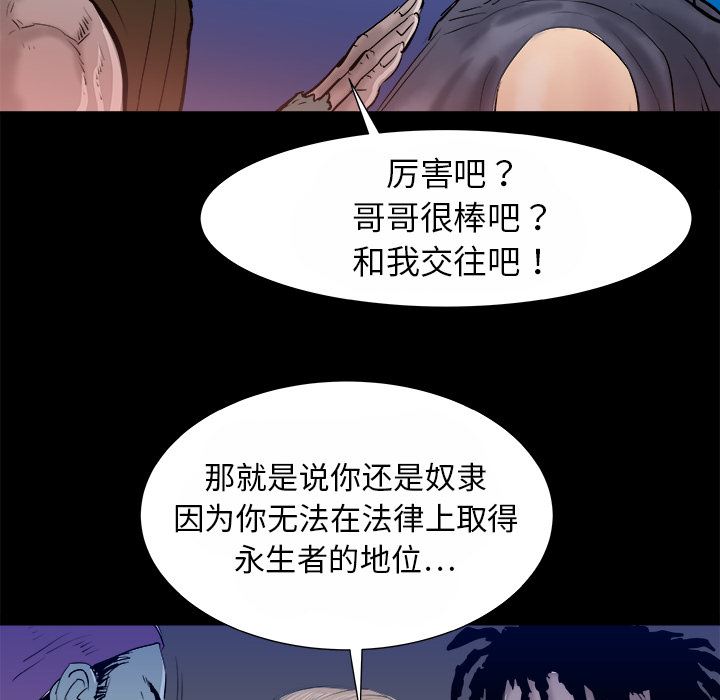 厉害吧？
哥哥很棒吧？
和我交往吧！
那就是说你还是奴隶
因为你无法在法律上取得
永生者的地位...